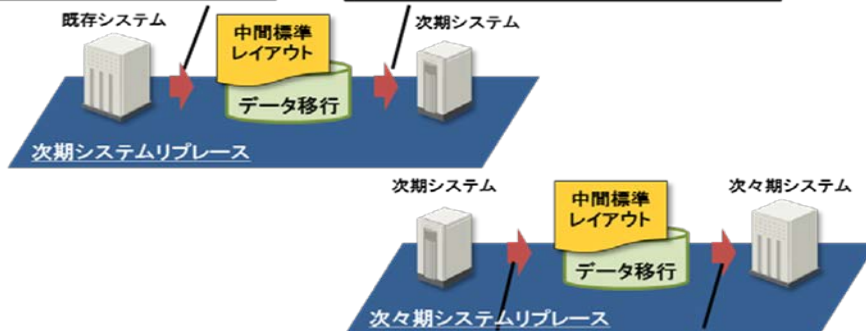 既存システム
中間標準
レイアウト
次期システム
データ移行
次期システムリプレース
次期システム
中間標準
レイアウト
次々期システム
データ移行
次々期システムリプレース